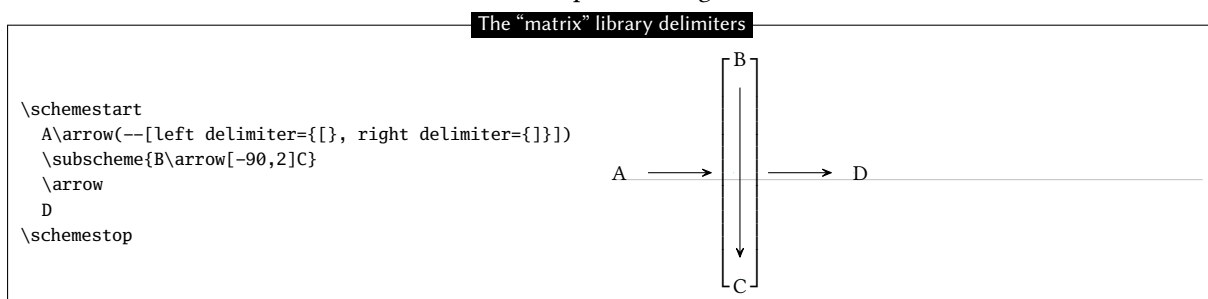 The “matrix” library delimiters
\schemestart
A\arrow(--[left delimiter={[}, right delimiter={]}])
\subscheme{B\arrow[-90,2]C}
\arrow
D
\schemestop
B
A D
C